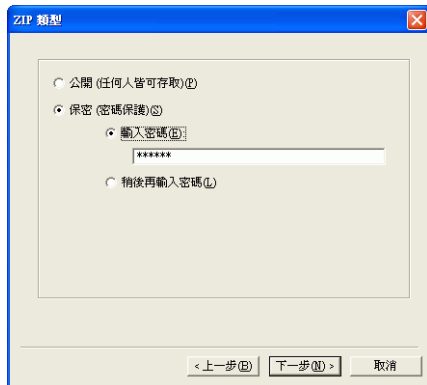 ZIP 類型
公開 (任何人皆可存取)(P)
保密 (密碼保護)(S)
輸入密碼(E):
******
稍後再輸入密碼(L)
< 上一步(B) 下一步(N) > 取消